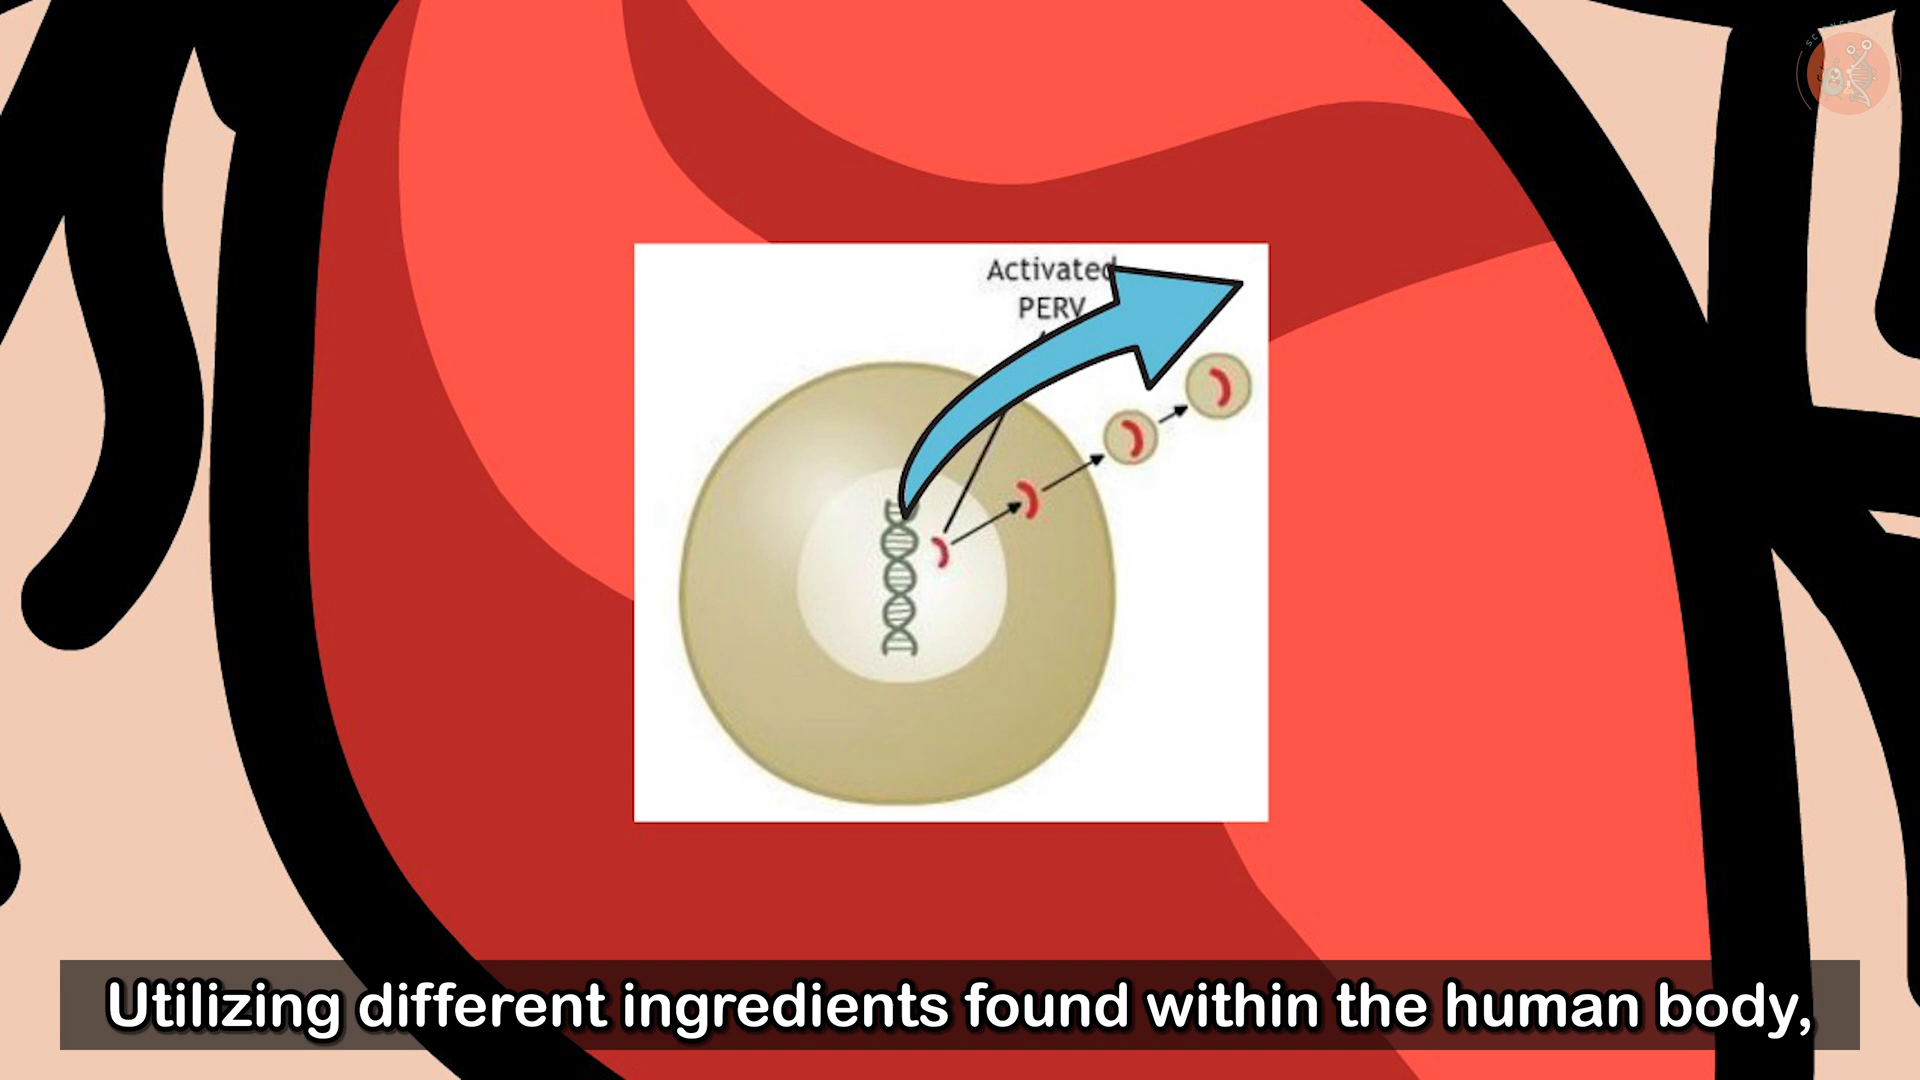 Activated
PERV
Utilizing different ingredients found within the human body,